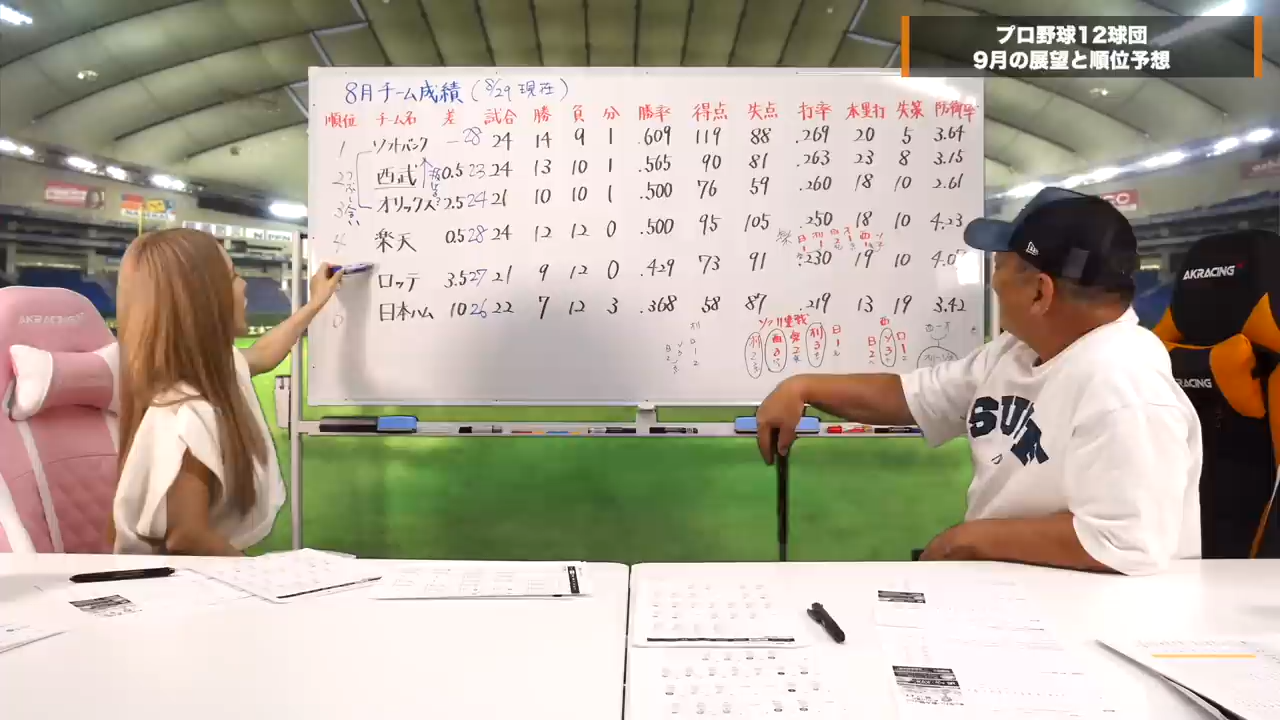 プロ野球12球団
9月の展望と順位予想
8月チーム成績(8/29現在)
順位 チーム名 差 試合 勝 負 分 勝率 得点 失点 打率 本塁打 失策 防御率
1 ソフトバンク - 28 24 14 9 1 .609 119 88 .269 20 5 3.64
2 西武 0.5 23 24 13 10 1 .565 90 81 .263 23 8 3.15
3 オリックス 2.5 24 21 10 10 1 .500 76 59 .260 18 10 2.61
4 楽天 0.5 28 24 12 12 0 .500 95 105 .250 18 10 4.23
ロッテ 3.5 27 21 9 12 0 .429 73 91 .230 19 10
6 日本ハム 10 26 22 7 12 3 .368 58 87 .219 13 19 3.42
AKRACING
AKRACING
RACING